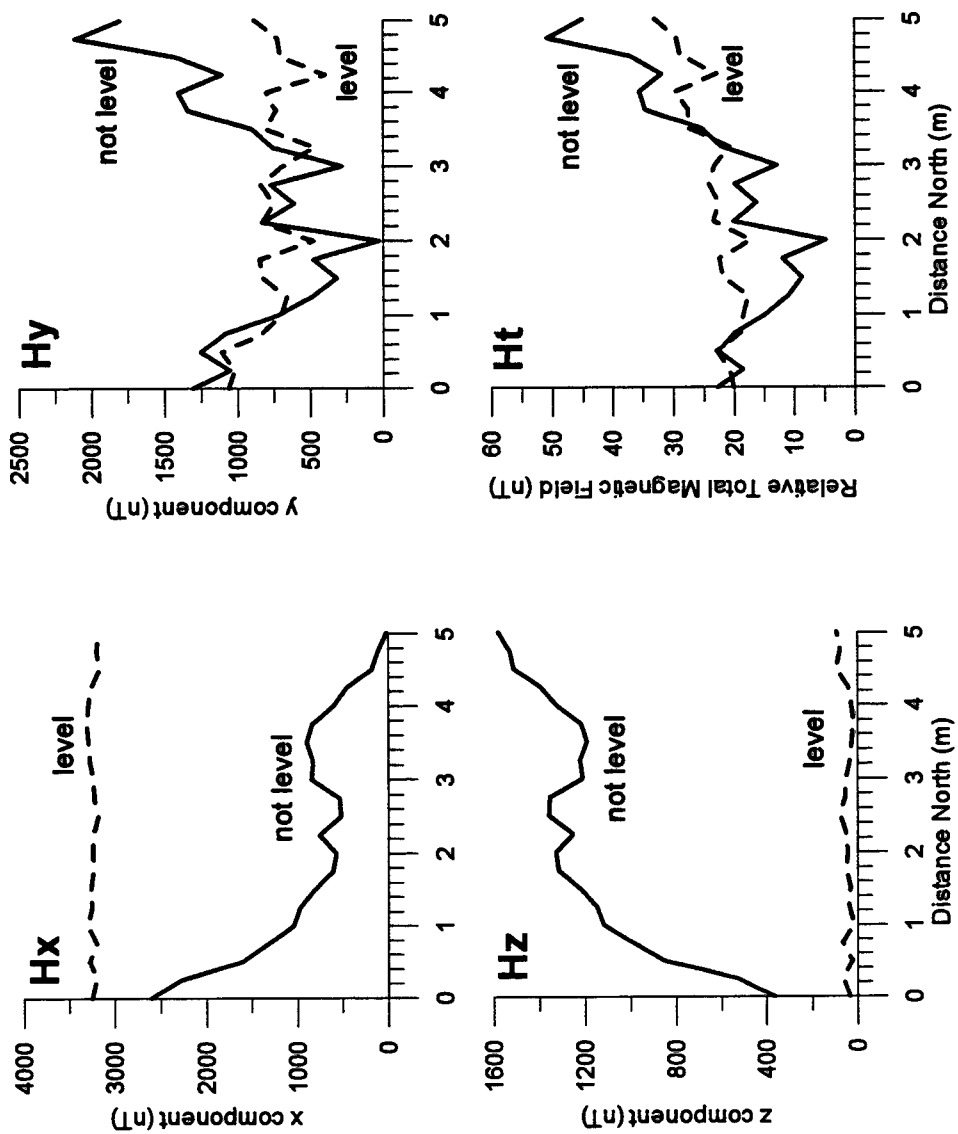 Hx
x component (nT)
4000
3000
2000
1000
0
level
not level
0 1 2 3 4 5
Hy
y component (nT)
2500
2000
1500
1000
500
0
not level
level
0 1 2 3 4 5
Hz
z component (nT)
1600
1200
800
400
0
not level
level
0 1 2 3 4 5
Distance North (m)
Ht
Relative Total Magnetic Field (nT)
60
50
40
30
20
10
0
not level
level
0 1 2 3 4 5
Distance North (m)